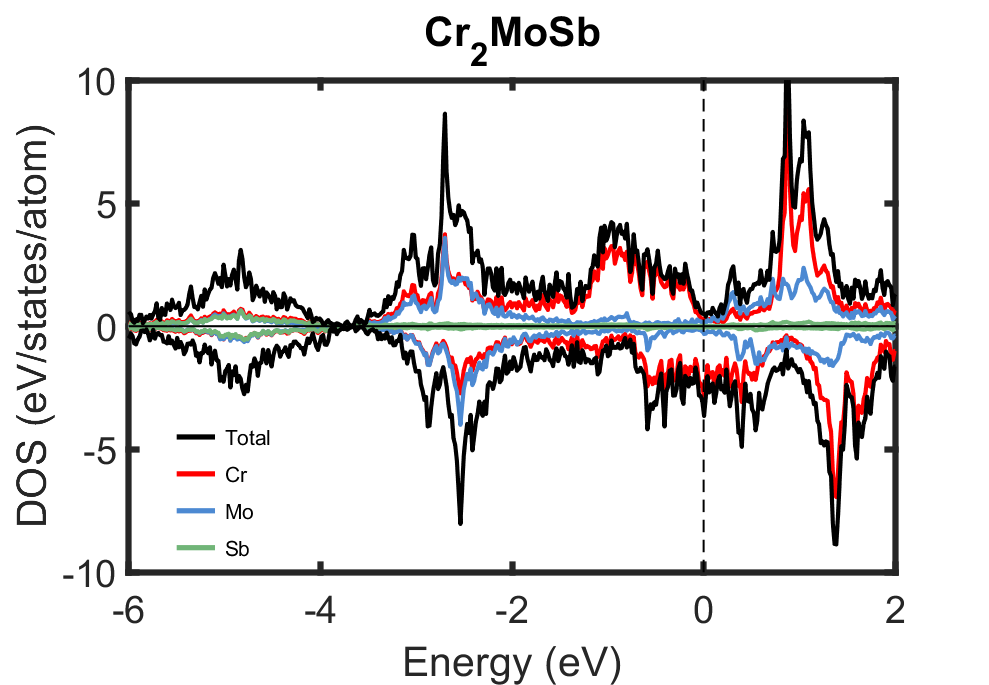 Cr2MoSb
DOS (eV/states/atom)
10
5
0
-5
-10
Total
Cr
Mo
Sb
-6
-4
-2
0
2
Energy (eV)